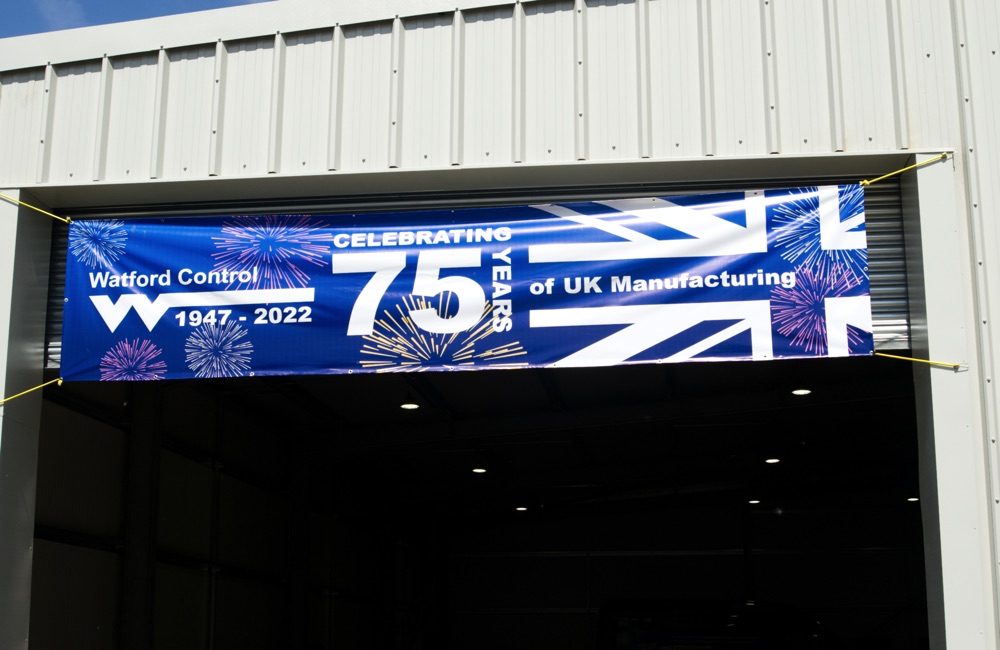 Watford Control
1947 - 2022
CELEBRATING
75
YEARS
of UK Manufacturing